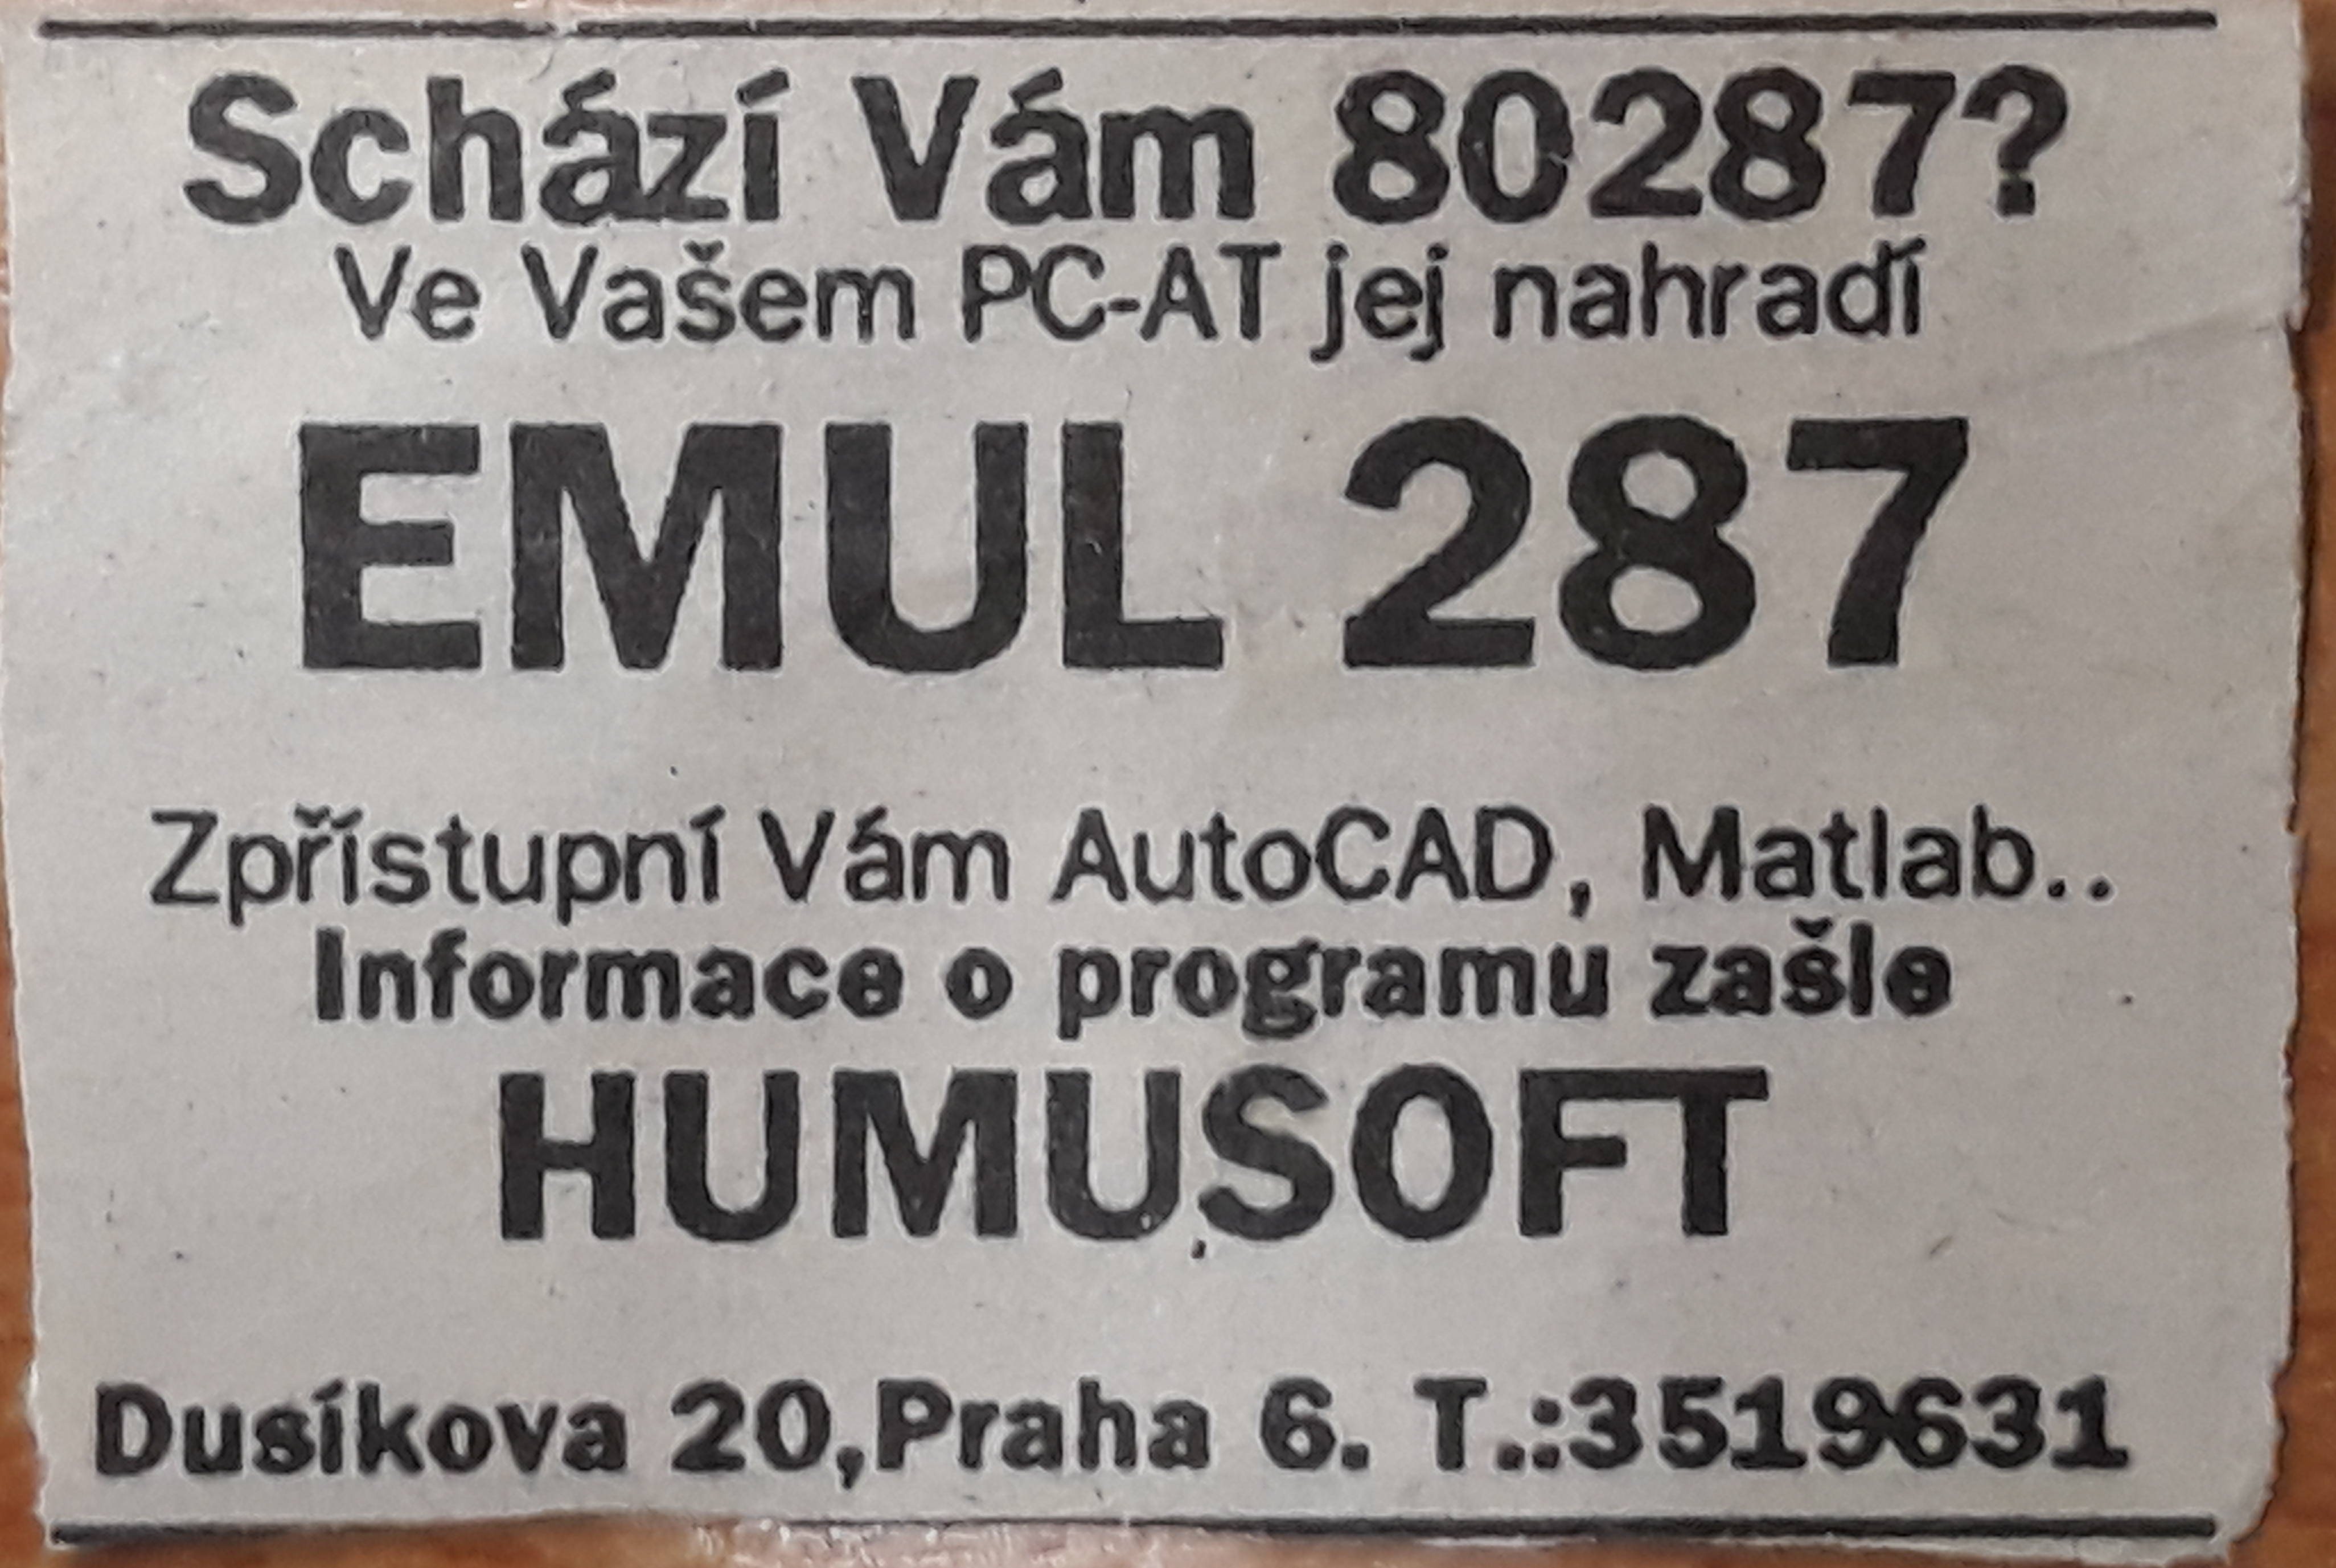 Schází Vám 80287?
Ve Vašem PC-AT jej nahradí
EMUL 287
Zpřístupní Vám AutoCAD, Matlab..
Informace o programu zašle
HUMUSOFT
Dusíkova 20,Praha 6. T.:3519631